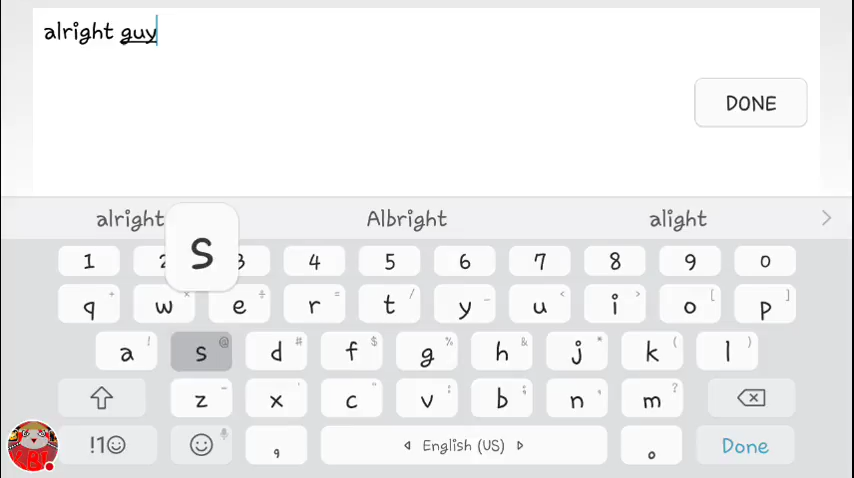 alright guy
DONE
alright Albright alight >
s
1 2 3 4 5 6 7 8 9 0
q + w × e ÷ r = t / y _ u < i > o [ p ]
a ! s @ d # f $ g % h & j * k ( l )
z - x ' c " v : b ; n , m ?
!1☺ , English (US) . Done